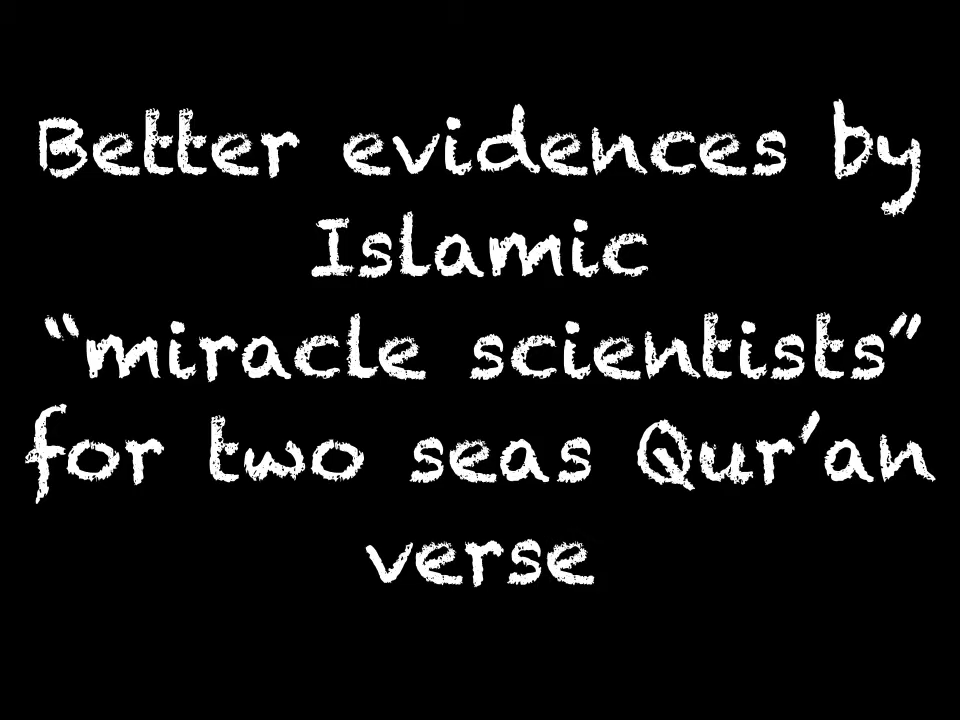 Better evidences by
Islamic
“miracle scientists”
for two seas Qur’an
verse